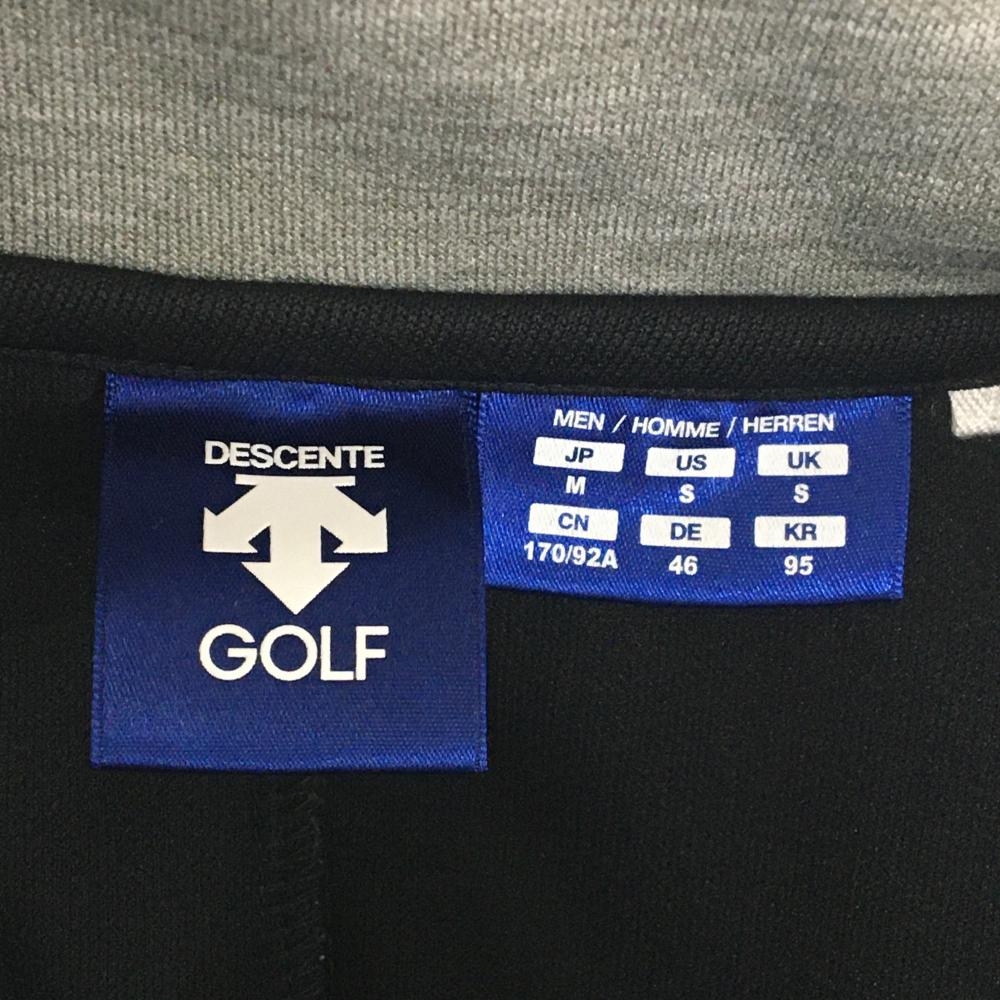 DESCENTE
GOLF
MEN / HOMME / HERREN
JP US UK
M S S
CN DE KR
170/92A 46 95